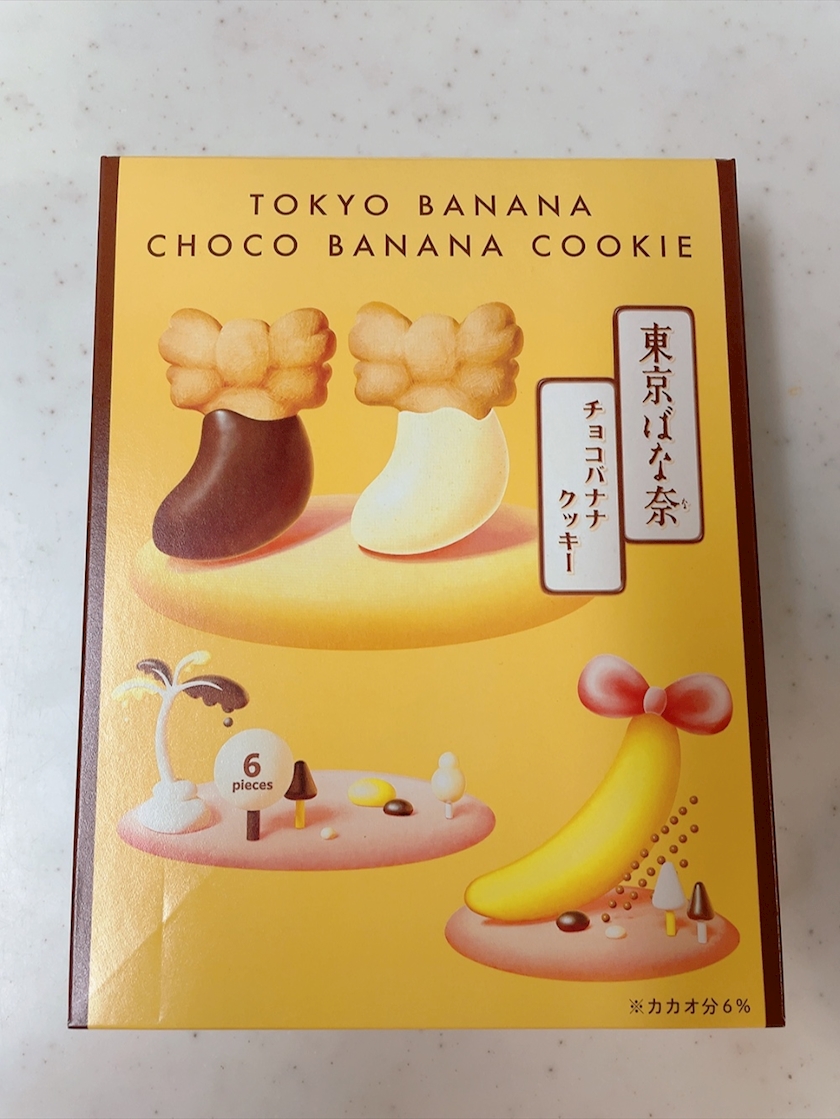 TOKYO BANANA
CHOCO BANANA COOKIE
東京ばな奈
な
チョコバナナ
クッキー
6
pieces
※カカオ分6%